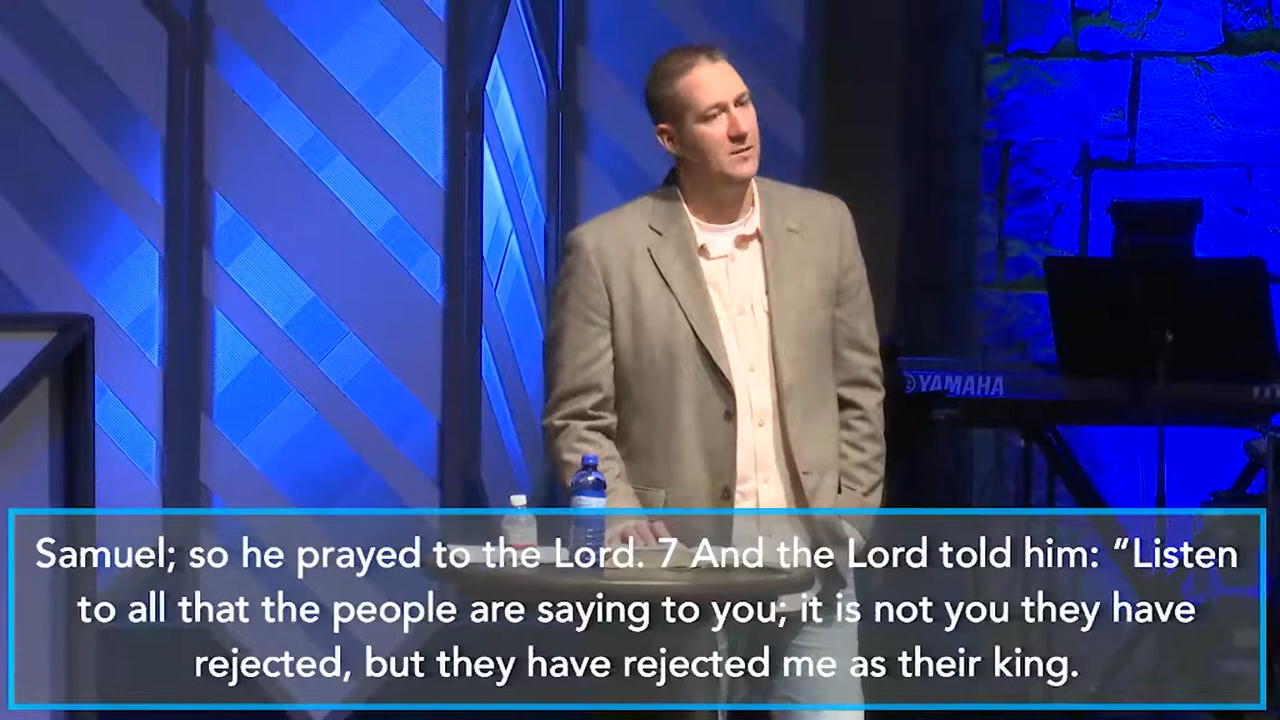 YAMAHA
Samuel; so he prayed to the Lord. 7 And the Lord told him: “Listen
to all that the people are saying to you; it is not you they have
rejected, but they have rejected me as their king.